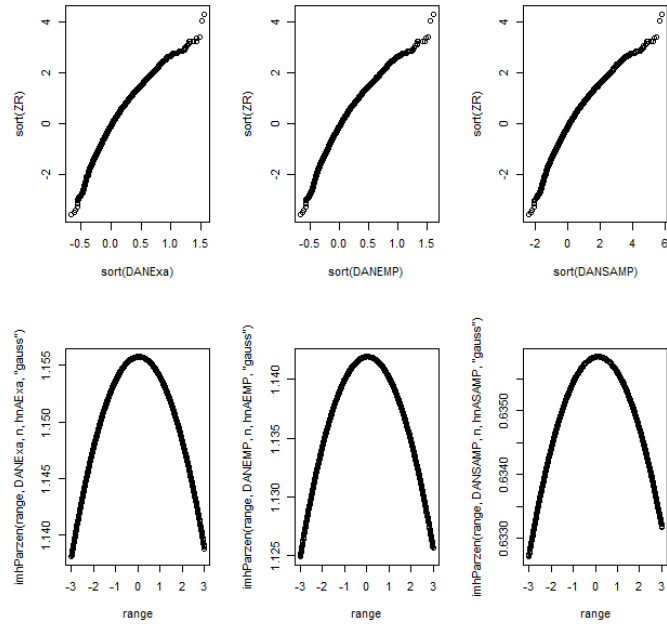 4
2
0
-2
sort(ZR)
-0.5 0.0 0.5 1.0 1.5
sort(DANExa)
4
2
0
-2
sort(ZR)
-0.5 0.0 0.5 1.0 1.5
sort(DANEMP)
4
2
0
-2
sort(ZR)
-2 0 2 4 6
sort(DANSAMP)
1.155
1.150
1.145
1.140
imhParzen(range, DANExa, n, hnAExa, "gauss")
-3 -2 -1 0 1 2 3
range
1.140
1.135
1.130
1.125
imhParzen(range, DANEMP, n, hnAEMP, "gauss")
-3 -2 -1 0 1 2 3
range
0.6350
0.6340
0.6330
imhParzen(range, DANSAMP, n, hnASAMP, "gauss")
-3 -2 -1 0 1 2 3
range